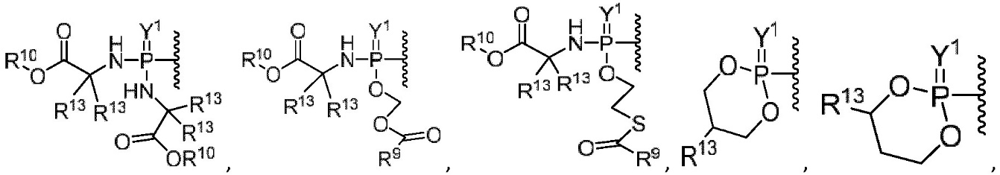 O H Y¹ R¹⁰ N P O R¹³ R¹³ HN R¹³ R¹³ O OR¹⁰ ,
O H Y¹ R¹⁰ N P O R¹³ R¹³ O O O R⁹ ,
O H Y¹ R¹⁰ N P O R¹³ R¹³ O S O R⁹ ,
Y¹ O P O R¹³ ,
Y¹ R¹³ O P O ,